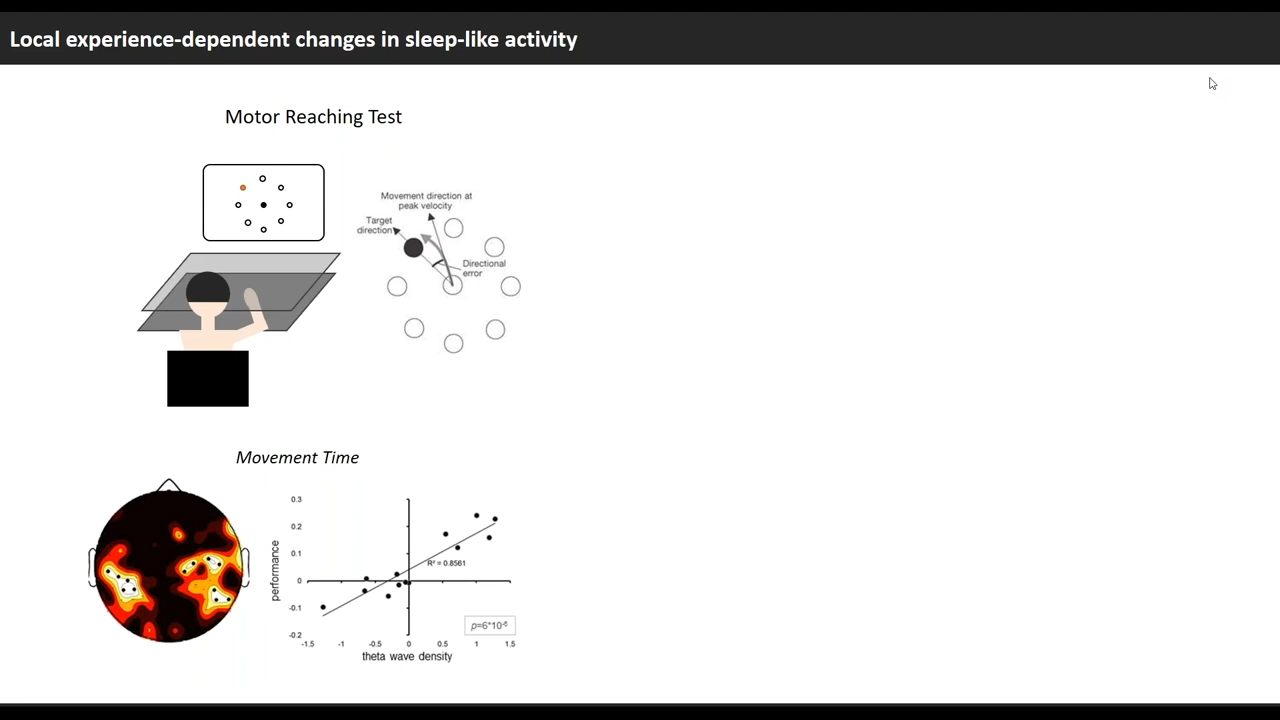 Local experience-dependent changes in sleep-like activity
Motor Reaching Test
Movement direction at
peak velocity
Target
direction
Directional
error
Movement Time
0.3
0.2
0.1
0
-0.1
-0.2
performance
R² = 0.8561
p=6*10⁻⁶
-1.5 -1 -0.5 0 0.5 1 1.5
theta wave density